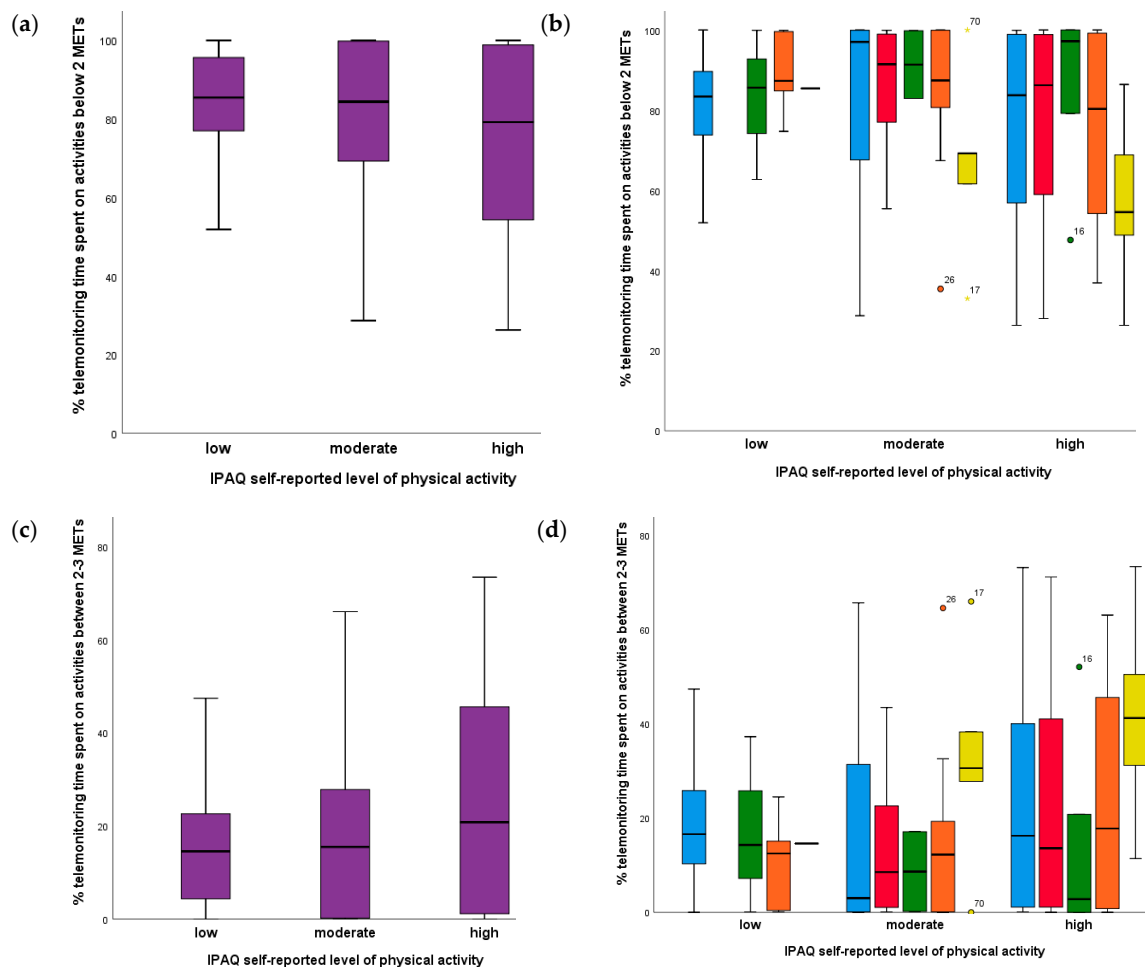 (a)
% telemonitoring time spent on activities below 2 METs
100
80
60
40
20
0
low moderate high
IPAQ self-reported level of physical activity
(b)
% telemonitoring time spent on activities below 2 METs
100
80
60
40
20
0
70
26
17
16
low moderate high
IPAQ self-reported level of physical activity
(c)
% telemonitoring time spent on activities between 2-3 METs
80
60
40
20
0
low moderate high
IPAQ self-reported level of physical activity
(d)
% telemonitoring time spent on activities between 2-3 METs
80
60
40
20
0
26
17
70
16
low moderate high
IPAQ self-reported level of physical activity